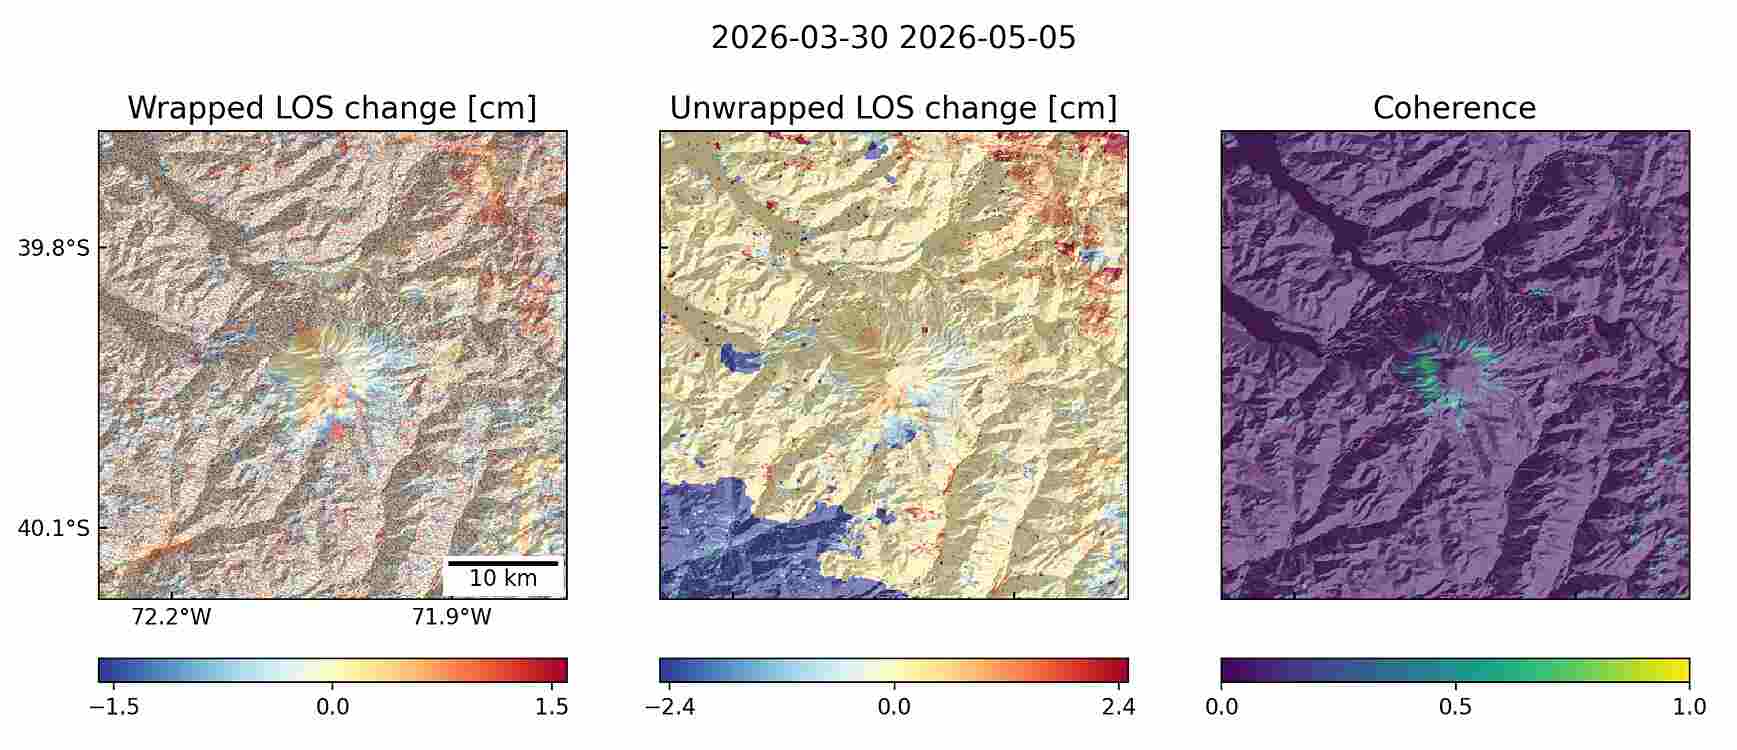 2026-03-30 2026-05-05
Wrapped LOS change [cm]
Unwrapped LOS change [cm]
Coherence
39.8°S
40.1°S
10 km
72.2°W
71.9°W
−1.5
0.0
1.5
−2.4
0.0
2.4
0.0
0.5
1.0